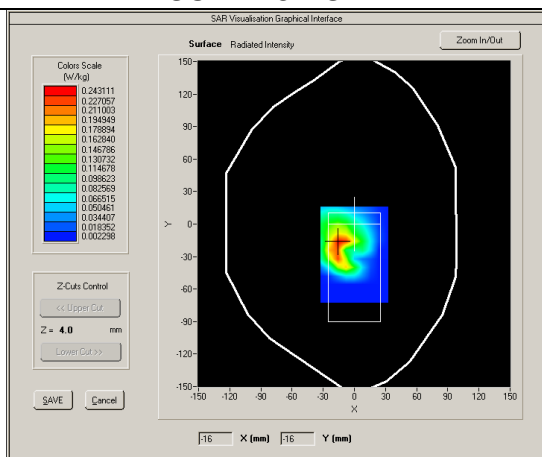 SAR Visualisation Graphical Interface
Surface Radiated Intensity
Zoom In/Out
Colors Scale
(W/kg)
0.243111
0.227057
0.211003
0.194949
0.178894
0.162840
0.146786
0.130732
0.114678
0.098623
0.082569
0.066515
0.050461
0.034407
0.018352
0.002298
Z-Cuts Control
<< Upper Cut
Z = 4.0 mm
Lower Cut >>
SAVE Cancel
150-
120-
90-
60-
30-
0-
-30-
-60-
-90-
-120-
-150-
Y
-150 -120 -90 -60 -30 0 30 60 90 120 150
X
-16 X (mm) -16 Y (mm)